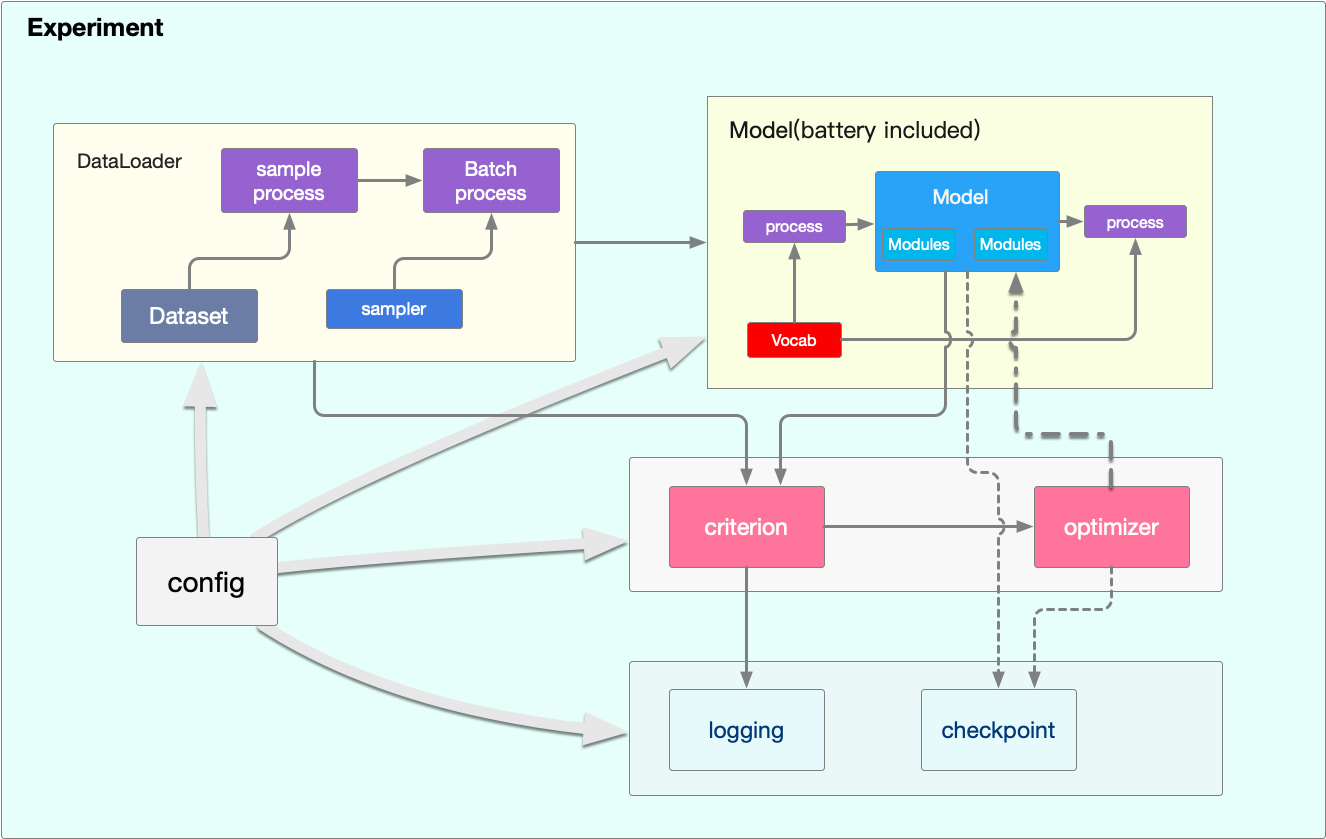 Experiment
DataLoader
sample
process
Batch
process
Dataset
sampler
Model(battery included)
process
Model
Modules
Modules
process
Vocab
config
criterion
optimizer
logging
checkpoint